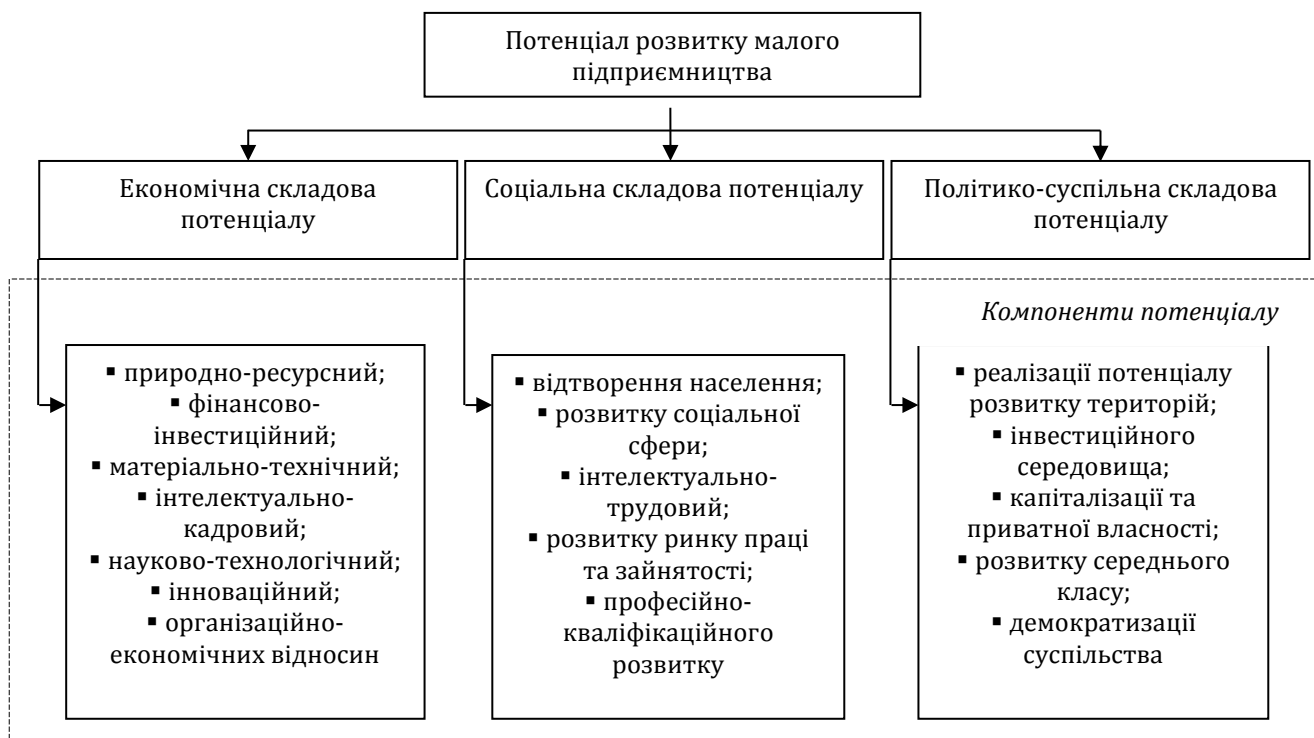 Потенціал розвитку малого
підприємництва
Економічна складова
потенціалу
Соціальна складова потенціалу
Політико-суспільна складова
потенціалу
Компоненти потенціалу
▪ природно-ресурсний;
▪ фінансово-
інвестиційний;
▪ матеріально-технічний;
▪ інтелектуально-
кадровий;
▪ науково-технологічний;
▪ інноваційний;
▪ організаційно-
економічних відносин
▪ відтворення населення;
▪ розвитку соціальної
сфери;
▪ інтелектуально-
трудовий;
▪ розвитку ринку праці
та зайнятості;
▪ професійно-
кваліфікаційного
розвитку
▪ реалізації потенціалу
розвитку територій;
▪ інвестиційного
середовища;
▪ капіталізації та
приватної власності;
▪ розвитку середнього
класу;
▪ демократизації
суспільства